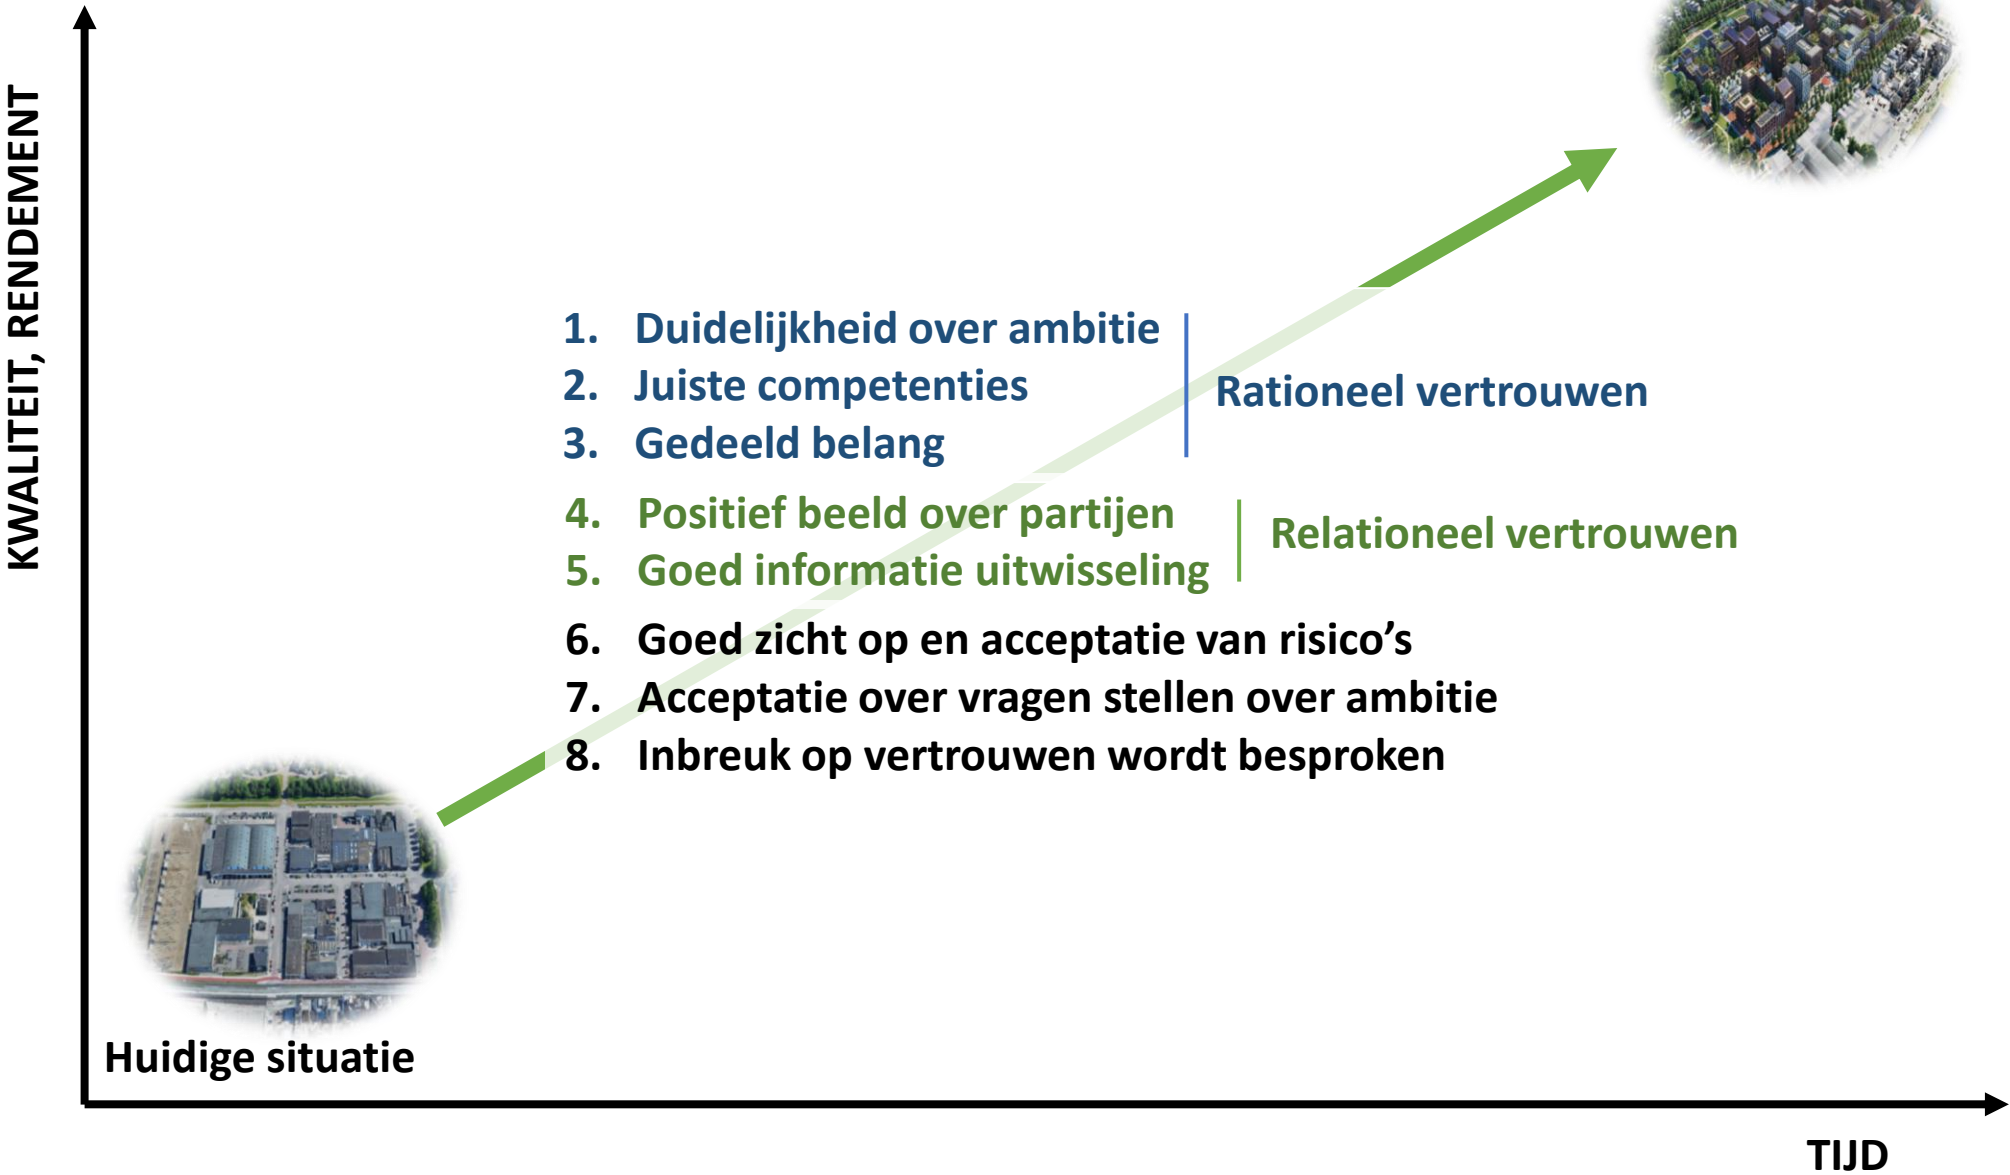 KWALITEIT, RENDEMENT
1. Duidelijkheid over ambitie
2. Juiste competenties
3. Gedeeld belang
Rationeel vertrouwen
4. Positief beeld over partijen
5. Goed informatie uitwisseling
Relationeel vertrouwen
6. Goed zicht op en acceptatie van risico’s
7. Acceptatie over vragen stellen over ambitie
8. Inbreuk op vertrouwen wordt besproken
Huidige situatie
TIJD